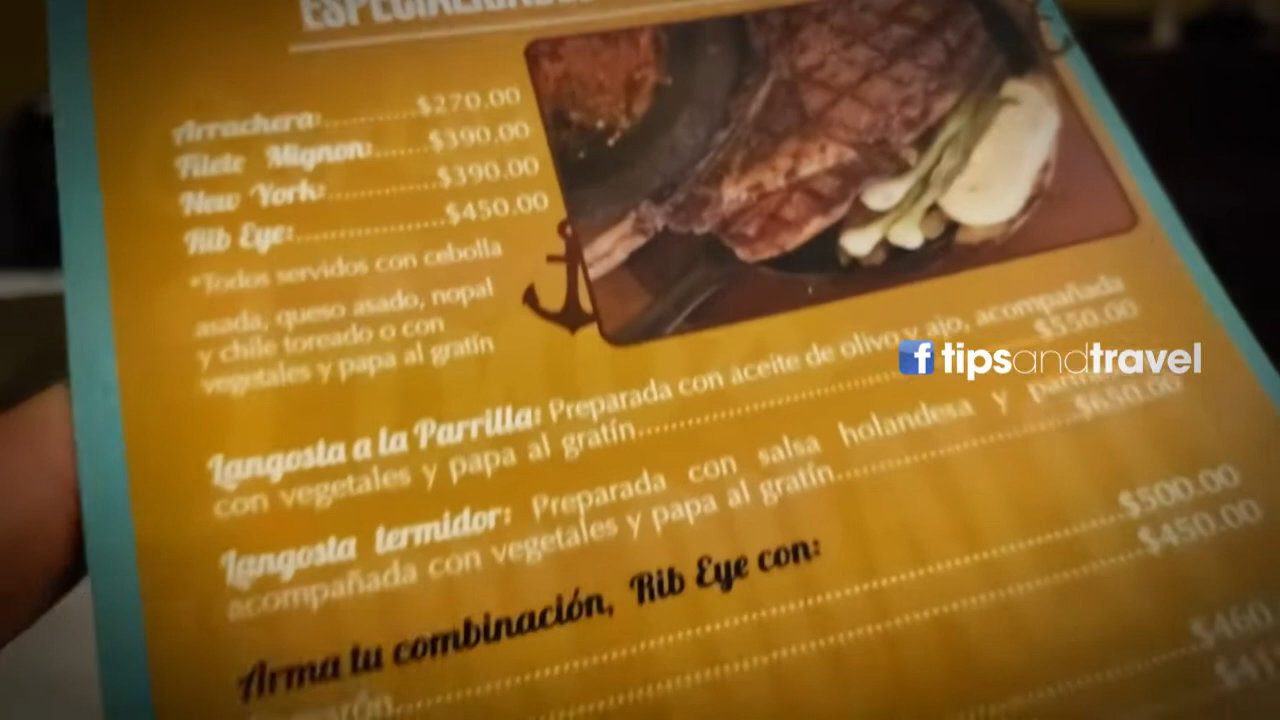 Arrachera:..............$270.00
Filete Mignon:.......$390.00
New York:..............$390.00
Rib Eye:...................$450.00
*Todos servidos con cebolla
asada, queso asado, nopal
y chile toreado o con
vegetales y papa al gratín
Langosta a la Parrilla: Preparada con aceite de olivo y ajo, acompañada
con vegetales y papa al gratín..................$550.00
f tipsandtravel
Langosta termidor: Preparada con salsa holandesa y
acompañada con vegetales y papa al gratín..................$650.00
Arma tu combinación, Rib Eye con:
$500.00
$450.00
$460.